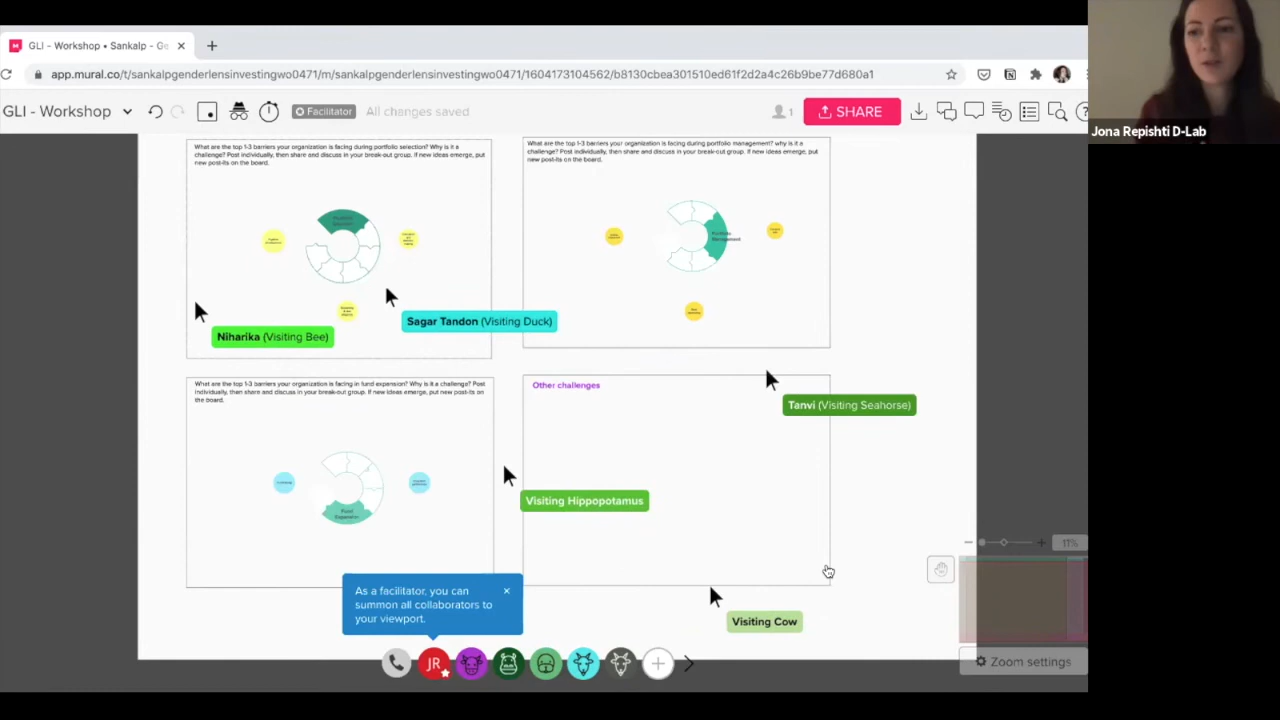 GLI - Workshop • Sankalp - Ge
app.mural.co/t/sankalpgenderlensinvestingwo0471/m/sankalpgenderlensinvestingwo0471/1604173104562/b8130cbea301510ed61f2d2a4c26b9be77d680a1
GLI - Workshop
Facilitator
All changes saved
1
SHARE
Jona Repishti D-Lab
What are the top 1-3 barriers your organization is facing during portfolio selection? Why is it a
challenge? Post individually, then share and discuss in your break-out group. If new ideas emerge, put
new post-its on the board.
What are the top 1-3 barriers your organization is facing during portfolio management? why is it a
challenge? Post individually, then share and discuss in your break-cut group. If new ideas emerge, put
new post-its on the board.
Portfolio
Management
Niharika (Visiting Bee)
Sagar Tandon (Visiting Duck)
What are the top 1-3 barriers your organization is facing in fund expension? Why is it a challenge? Post
individually, then share and discuss in your break-out group. If new ideas emerge, put new post-its on
the board.
Fund
Expansion
Other challenges
Tanvi (Visiting Seahorse)
Visiting Hippopotamus
Visiting Cow
As a facilitator, you can
summon all collaborators to
your viewport.
JR
11%
Zoom settings